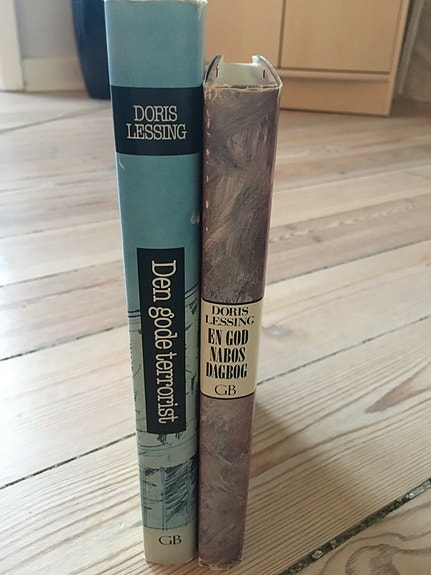 DORIS
LESSING
Den gode terrorist
GB
DORIS
LESSING
EN GOD
NABOS
DAGBOG
GB